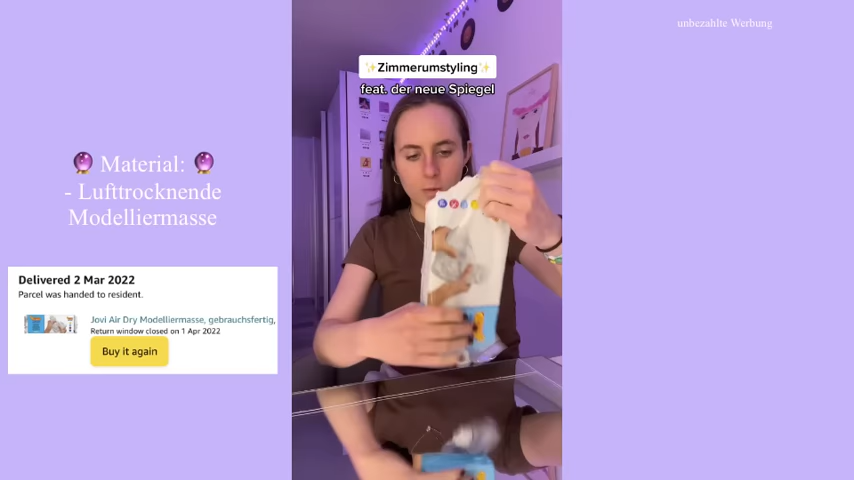 unbezahlte Werbung
✨Zimmerumstyling✨
feat. der neue Spiegel
🔮 Material: 🔮
- Lufttrocknende
Modelliermasse
Delivered 2 Mar 2022
Parcel was handed to resident.
Jovi Air Dry Modelliermasse, gebrauchsfertig,
Return window closed on 1 Apr 2022
Buy it again